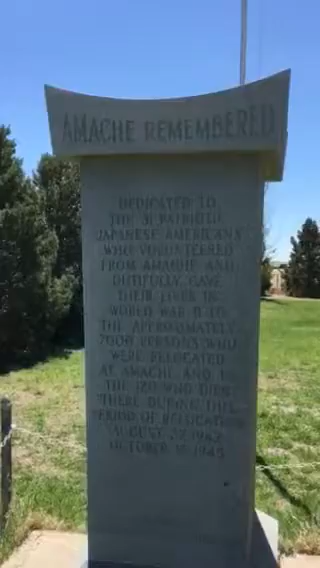 AMACHE REMEMBERED
DEDICATED TO
THE 31 PATRIOTIC
JAPANESE AMERICANS
WHO VOLUNTEERED
FROM AMACHE AND
DUTIFULLY GAVE
THEIR LIVES IN
WORLD WAR II TO
THE APPROXIMATELY
7000 PERSONS WHO
WERE RELOCATED
AT AMACHE AND TO
THE 120 WHO DIED
THERE DURING THIS
PERIOD OF RELOCATION
AUGUST 27 1942
OCTOBER 15 1945